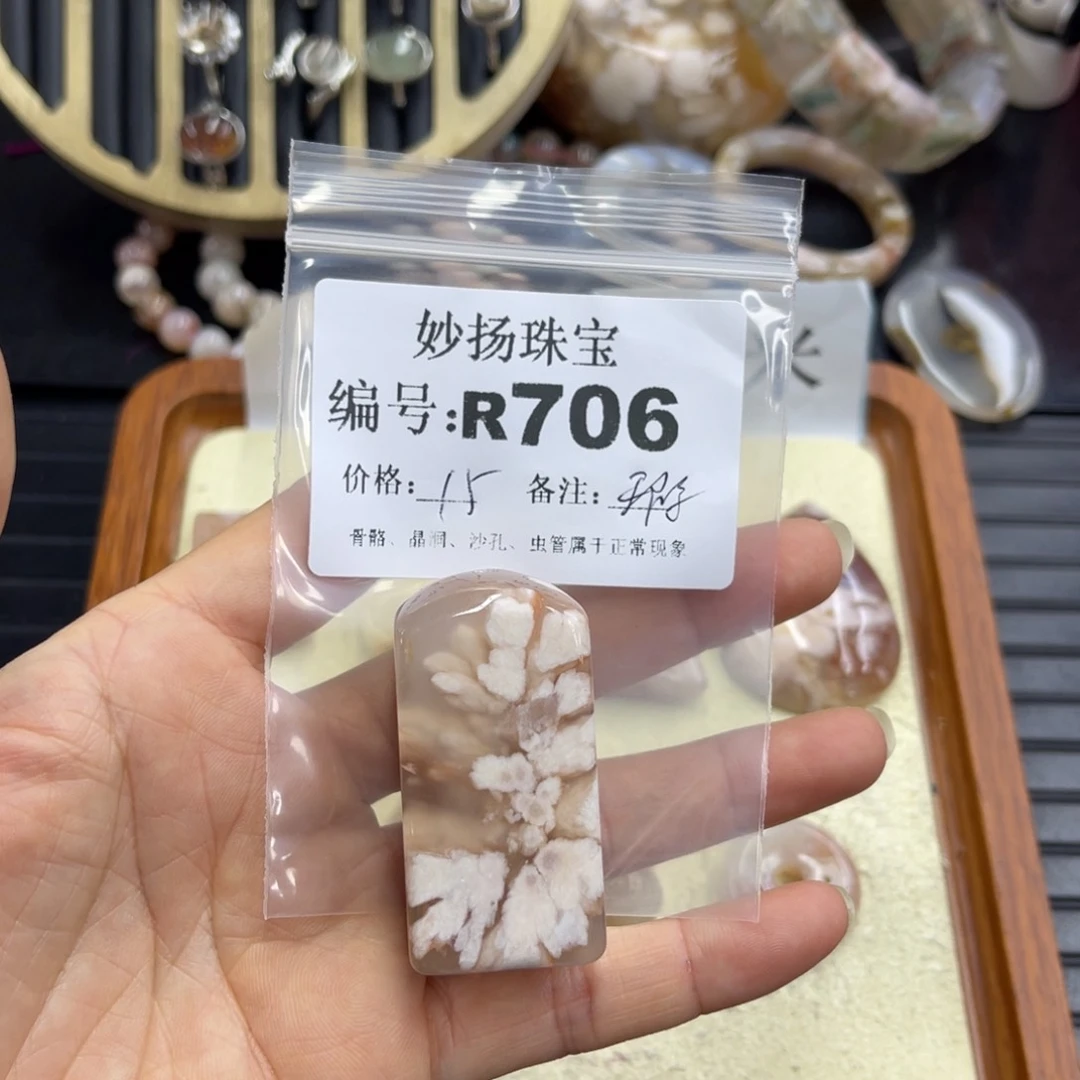 妙扬珠宝
编号:R706
价格: 15 备注:
骨骼、晶洞、沙孔、虫管属于正常现象
米